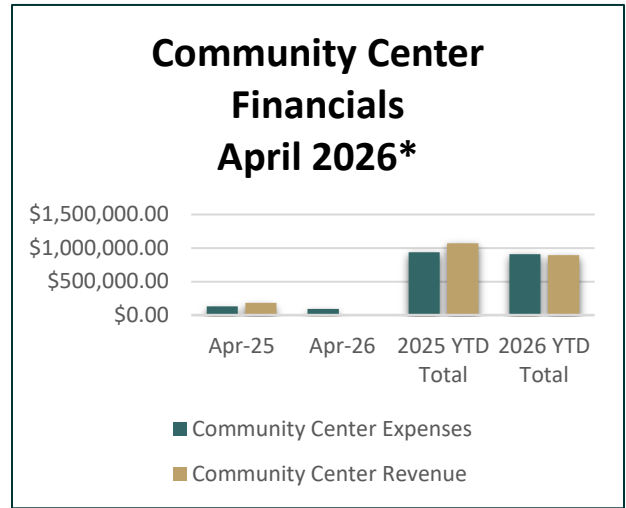 Community Center
Financials
April 2026*
$1,500,000.00
$1,000,000.00
$500,000.00
$0.00
Apr-25 Apr-26 2025 YTD 2026 YTD
Total Total
Community Center Expenses
Community Center Revenue